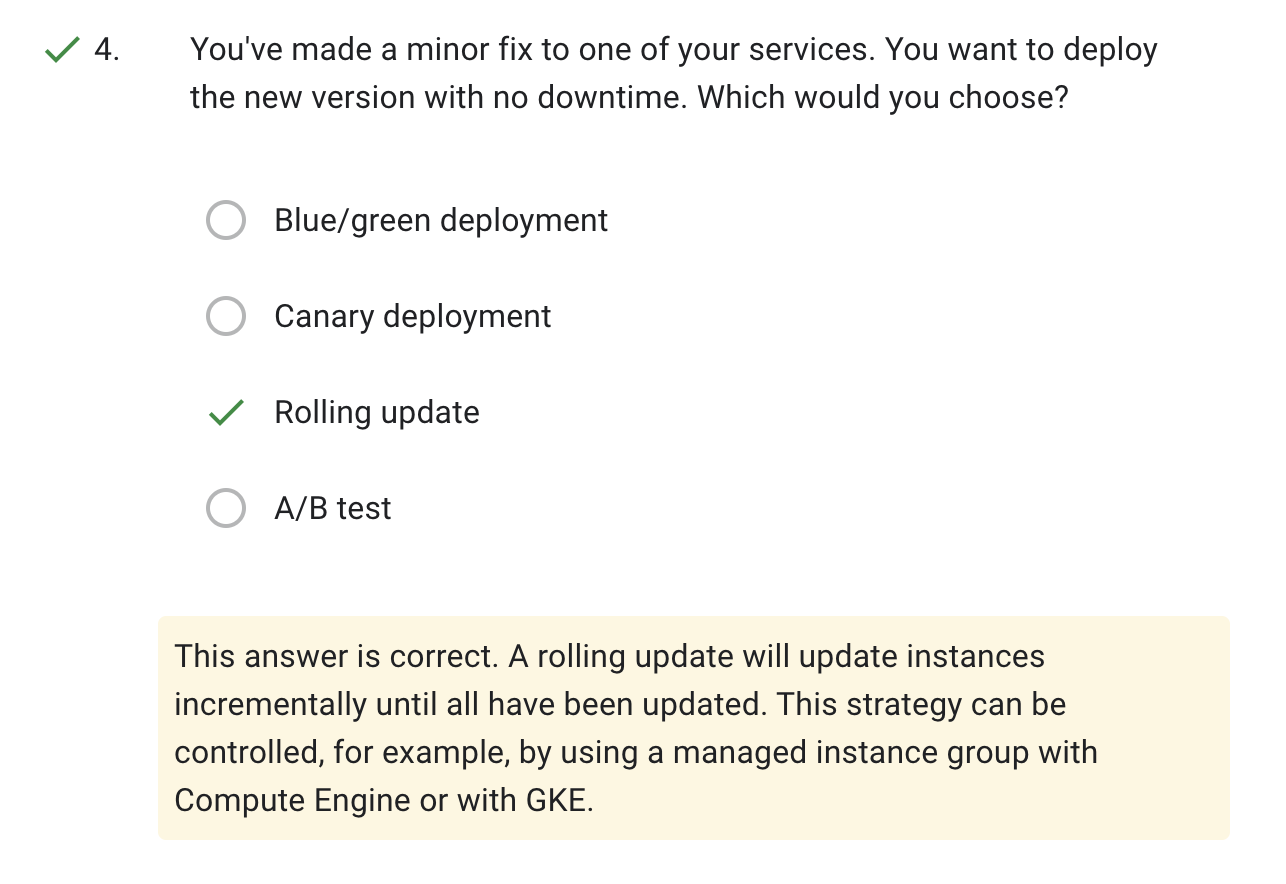 4. You've made a minor fix to one of your services. You want to deploy
the new version with no downtime. Which would you choose?
Blue/green deployment
Canary deployment
Rolling update
A/B test
This answer is correct. A rolling update will update instances
incrementally until all have been updated. This strategy can be
controlled, for example, by using a managed instance group with
Compute Engine or with GKE.